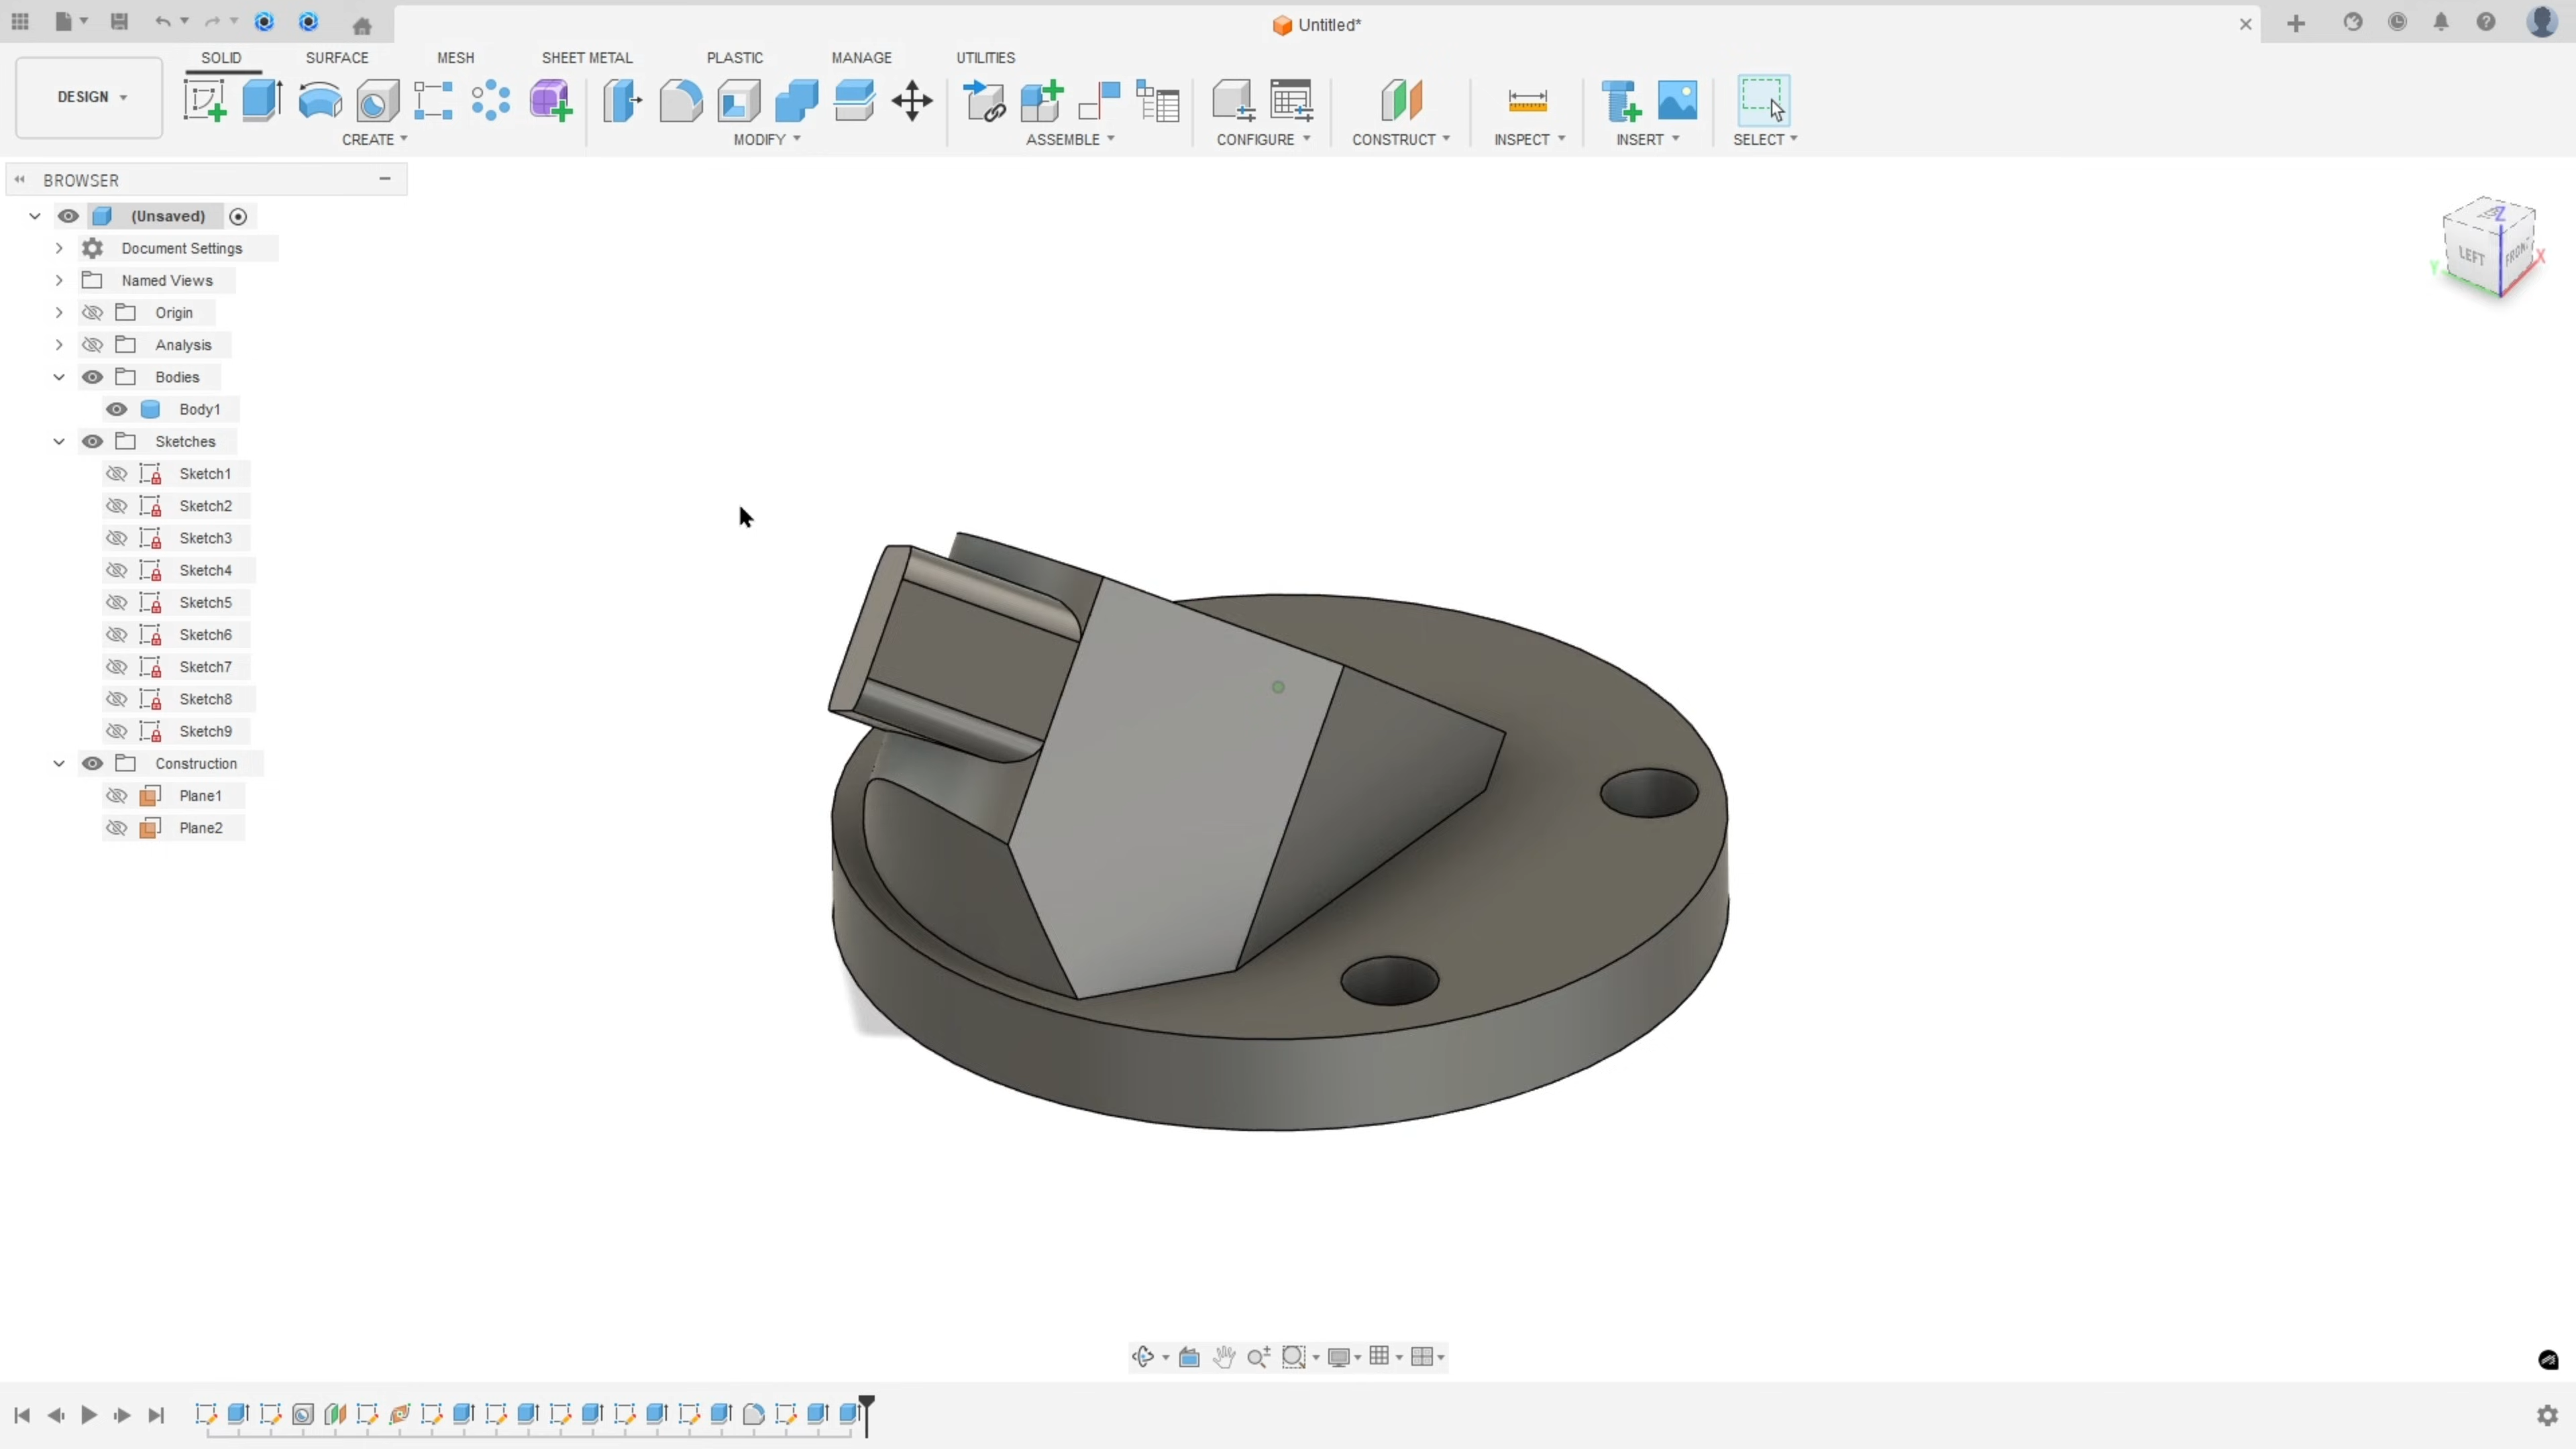 Untitled*
SOLID SURFACE MESH SHEET METAL PLASTIC MANAGE UTILITIES
DESIGN
CREATE MODIFY ASSEMBLE CONFIGURE CONSTRUCT INSPECT INSERT SELECT
BROWSER
(Unsaved)
Document Settings
Named Views
Origin
Analysis
Bodies
Body1
Sketches
Sketch1
Sketch2
Sketch3
Sketch4
Sketch5
Sketch6
Sketch7
Sketch8
Sketch9
Construction
Plane1
Plane2
Z
LEFT FRONT X
Y